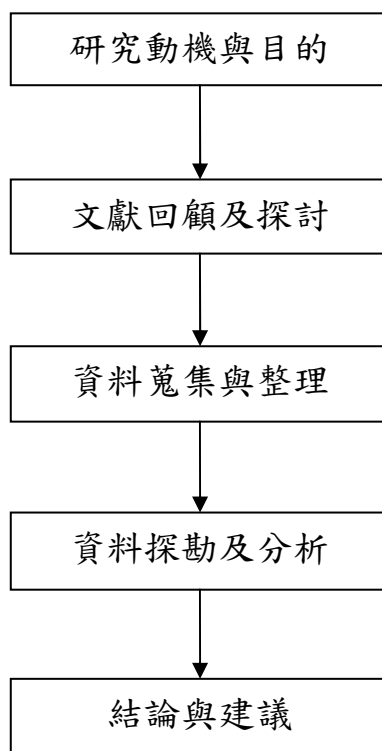 研究動機與目的
文獻回顧及探討
資料蒐集與整理
資料探勘及分析
結論與建議